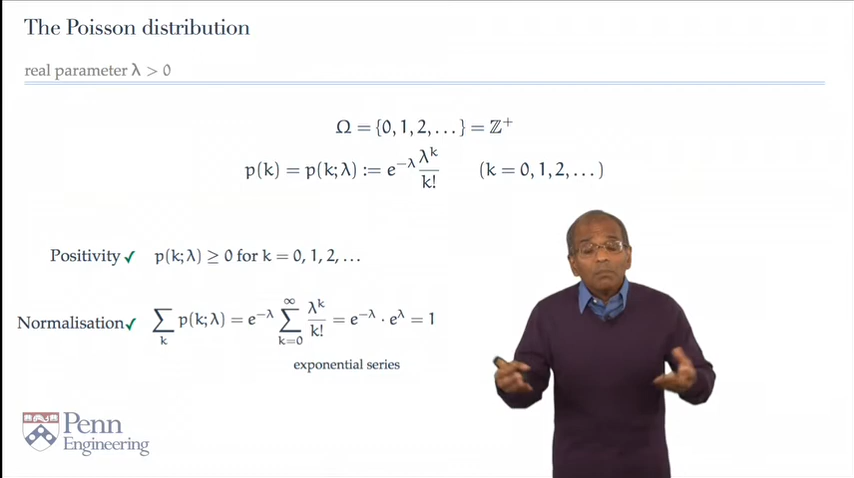 The Poisson distribution
real parameter λ > 0
Ω = {0, 1, 2, . . . } = ℤ⁺
p(k) = p(k; λ) := e^{−λ} λ^k / k!    (k = 0, 1, 2, . . . )
Positivity ✓ p(k; λ) ≥ 0 for k = 0, 1, 2, . . .
Normalisation ✓ ∑_k p(k; λ) = e^{−λ} ∑_{k=0}^{∞} λ^k / k! = e^{−λ} · e^{λ} = 1
exponential series
Penn
Engineering